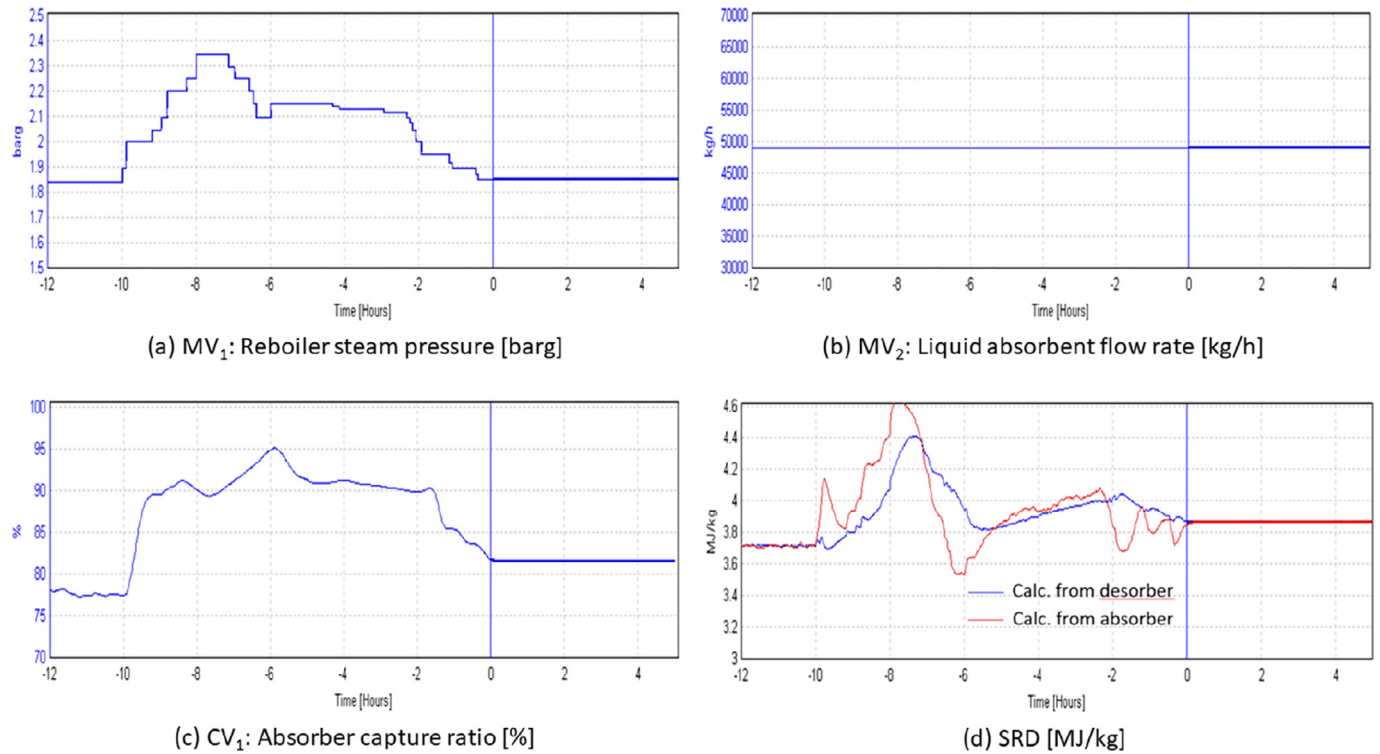 2.5
2.4
2.3
2.2
2.1
2
1.9
1.8
1.7
1.6
1.5
barg
-12 -10 -8 -6 -4 -2 0 2 4
Time [Hours]
(a) MV₁: Reboiler steam pressure [barg]
70000
65000
60000
55000
50000
45000
40000
35000
30000
kg/h
-12 -10 -8 -6 -4 -2 0 2 4
Time [Hours]
(b) MV₂: Liquid absorbent flow rate [kg/h]
100
95
90
85
80
75
70
%
-12 -10 -8 -6 -4 -2 0 2 4
Time [Hours]
(c) CV₁: Absorber capture ratio [%]
4.6
4.4
4.2
4
3.8
3.6
3.4
3.2
3
MJ/kg
Calc. from desorber
Calc. from absorber
-12 -10 -8 -6 -4 -2 0 2 4
Time [Hours]
(d) SRD [MJ/kg]